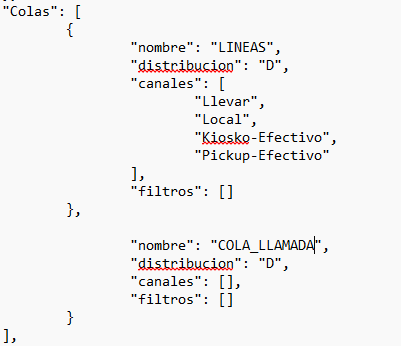 "Colas": [
{
"nombre": "LINEAS",
"distribucion": "D",
"canales": [
"Llevar",
"Local",
"Kiosko-Efectivo",
"Pickup-Efectivo"
],
"filtros": []
},
"nombre": "COLA_LLAMADA",
"distribucion": "D",
"canales": [],
"filtros": []
}
],